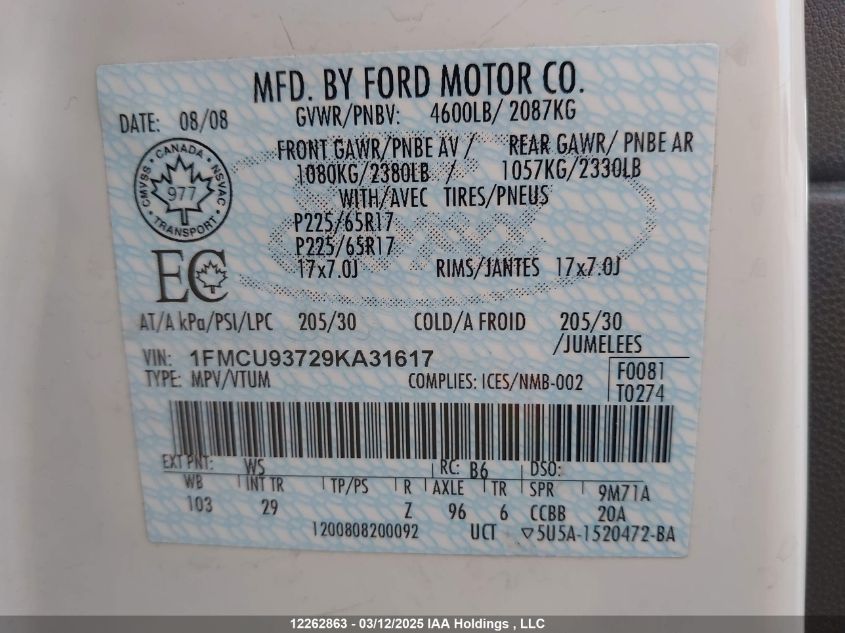 MFD. BY FORD MOTOR CO.
DATE: 08/08 GVWR/PNBV: 4600LB/ 2087KG
FRONT GAWR/PNBE AV / REAR GAWR/ PNBE AR
1080KG/2380LB / 1057KG/2330LB
WITH/AVEC TIRES/PNEUS
CANADA
CMVSS 977 NSVAC
TRANSPORT
P225/65R17
P225/65R17
17x7.0J RIMS/JANTES 17x7.0J
EC
AT/A kPa/PSI/LPC 205/30 COLD/A FROID 205/30
/JUMELEES
VIN: 1FMCU93729KA31617
TYPE: MPV/VTUM COMPLIES: ICES/NMB-002
F0081
T0274
EXT PNT: WS RC: B6 DSO:
WB INT TR TP/PS R AXLE TR SPR 9M71A
103 29 Z 96 6 CCBB 20A
1200808200092 UCT ▽5U5A-1520472-BA
12262863 - 03/12/2025 IAA Holdings , LLC